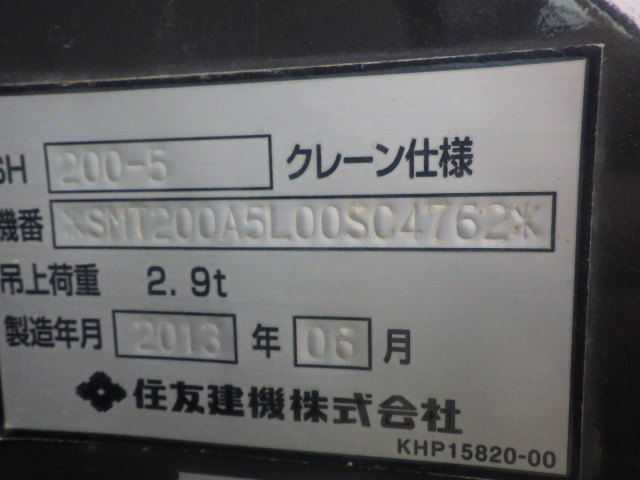 SH 200-5 クレーン仕様
機番 *SMT200A5L00SC4762*
吊上荷重 2.9t
製造年月 2013 年 06 月
住友建機株式会社
KHP15820-00